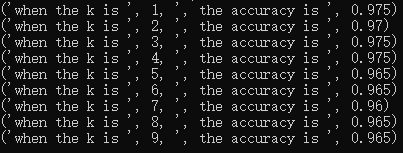 ('when the k is ', 1, ', the accuracy is ', 0.975)
('when the k is ', 2, ', the accuracy is ', 0.97)
('when the k is ', 3, ', the accuracy is ', 0.975)
('when the k is ', 4, ', the accuracy is ', 0.975)
('when the k is ', 5, ', the accuracy is ', 0.965)
('when the k is ', 6, ', the accuracy is ', 0.965)
('when the k is ', 7, ', the accuracy is ', 0.96)
('when the k is ', 8, ', the accuracy is ', 0.965)
('when the k is ', 9, ', the accuracy is ', 0.965)